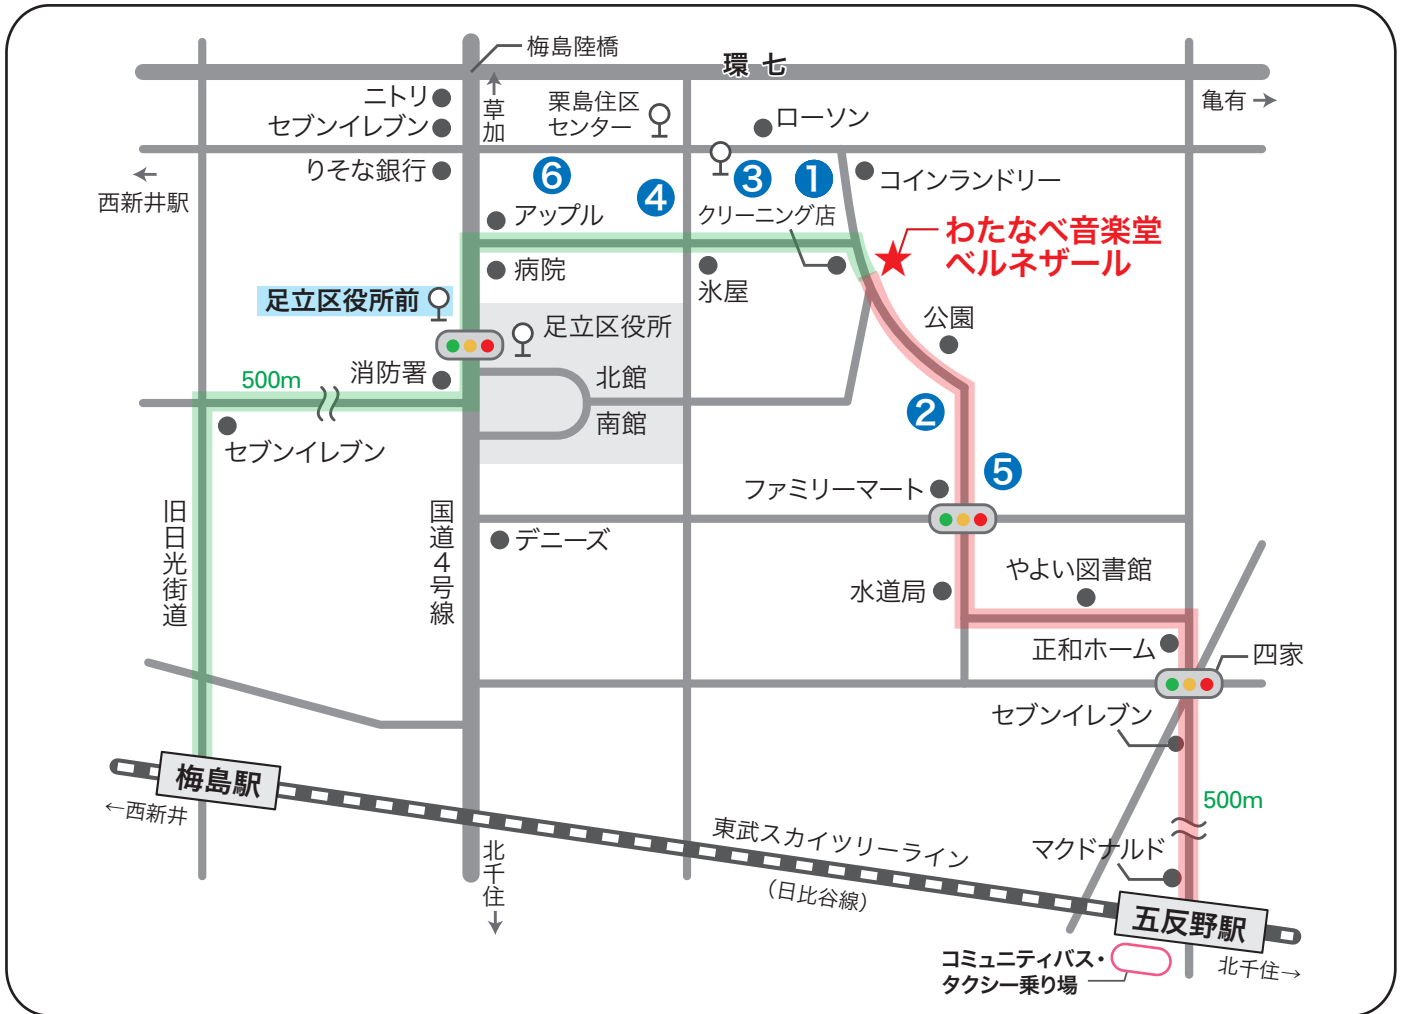 梅島陸橋
環七
ニトリ
セブンイレブン
りそな銀行
草加
栗島住区
センター
ローソン
亀有→
←
西新井駅
6
4
3
1
コインランドリー
アップル
クリーニング店
わたなべ音楽堂
ベルネザール
病院
氷屋
足立区役所前
足立区役所
公園
消防署
北館
南館
500m
2
セブンイレブン
5
ファミリーマート
旧日光街道
国道4号線
デニーズ
やよい図書館
水道局
正和ホーム
四家
セブンイレブン
梅島駅
←西新井
500m
東武スカイツリーライン
(日比谷線)
マクドナルド
北千住
五反野駅
北千住→
コミュニティバス・
タクシー乗り場